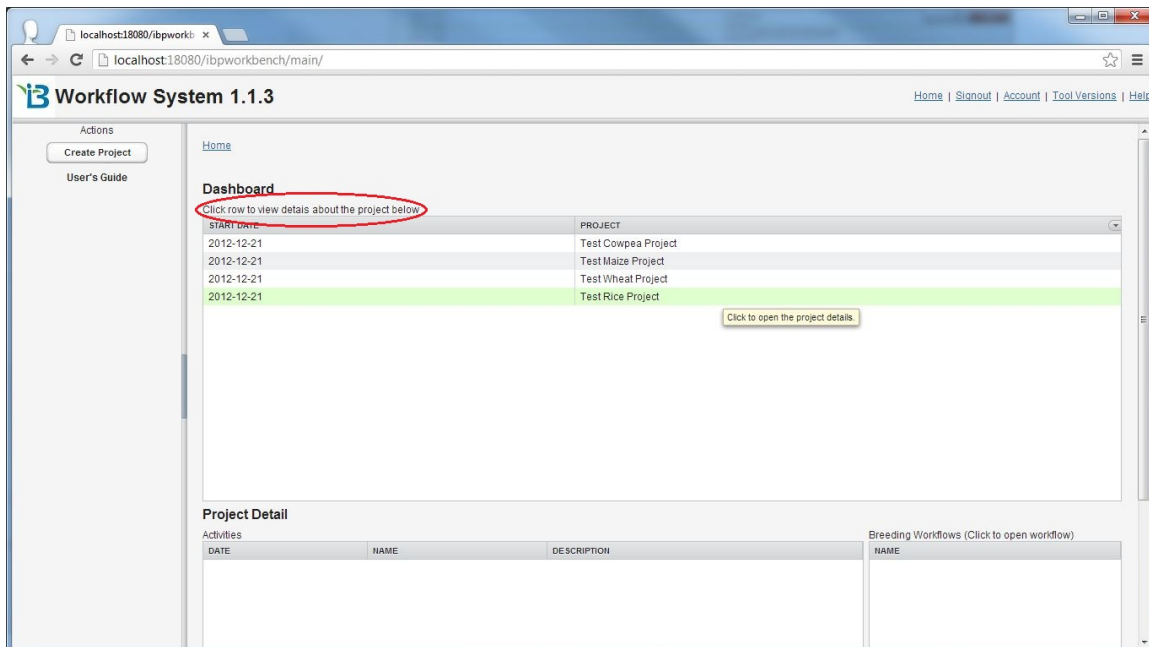 localhost:18080/ibpworkb
localhost:18080/ibpworkbench/main/
iB Workflow System 1.1.3
Home | Signout | Account | Tool Versions | Help
Actions
Create Project
User's Guide
Home
Dashboard
Click row to view detais about the project below
START DATE PROJECT
2012-12-21 Test Cowpea Project
2012-12-21 Test Maize Project
2012-12-21 Test Wheat Project
2012-12-21 Test Rice Project
Click to open the project details.
Project Detail
Activities
DATE NAME DESCRIPTION
Breeding Workflows (Click to open workflow)
NAME